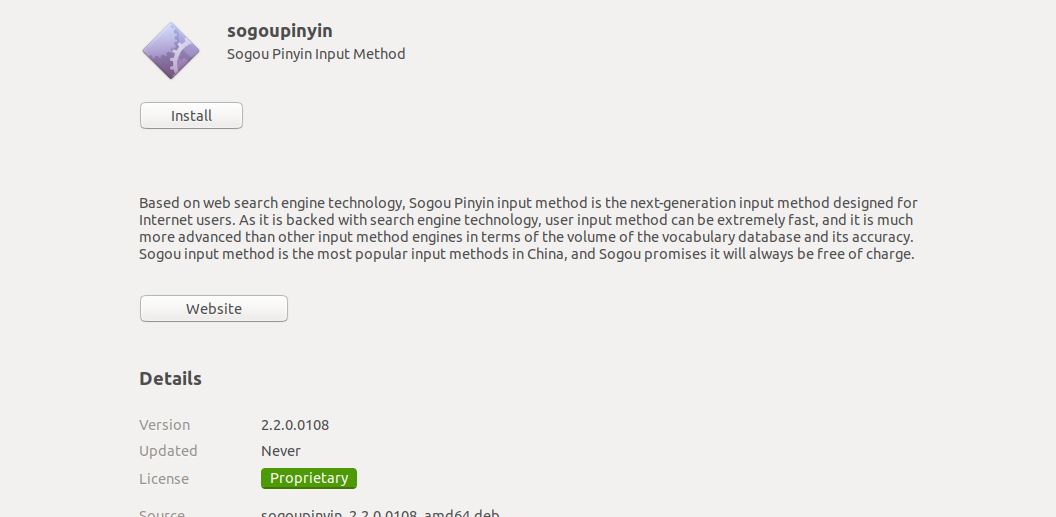 sogoupinyin
Sogou Pinyin Input Method
Install
Based on web search engine technology, Sogou Pinyin input method is the next-generation input method designed for
Internet users. As it is backed with search engine technology, user input method can be extremely fast, and it is much
more advanced than other input method engines in terms of the volume of the vocabulary database and its accuracy.
Sogou input method is the most popular input methods in China, and Sogou promises it will always be free of charge.
Website
Details
Version 2.2.0.0108
Updated Never
License Proprietary
Source sogoupinyin_2.2.0.0108_amd64.deb